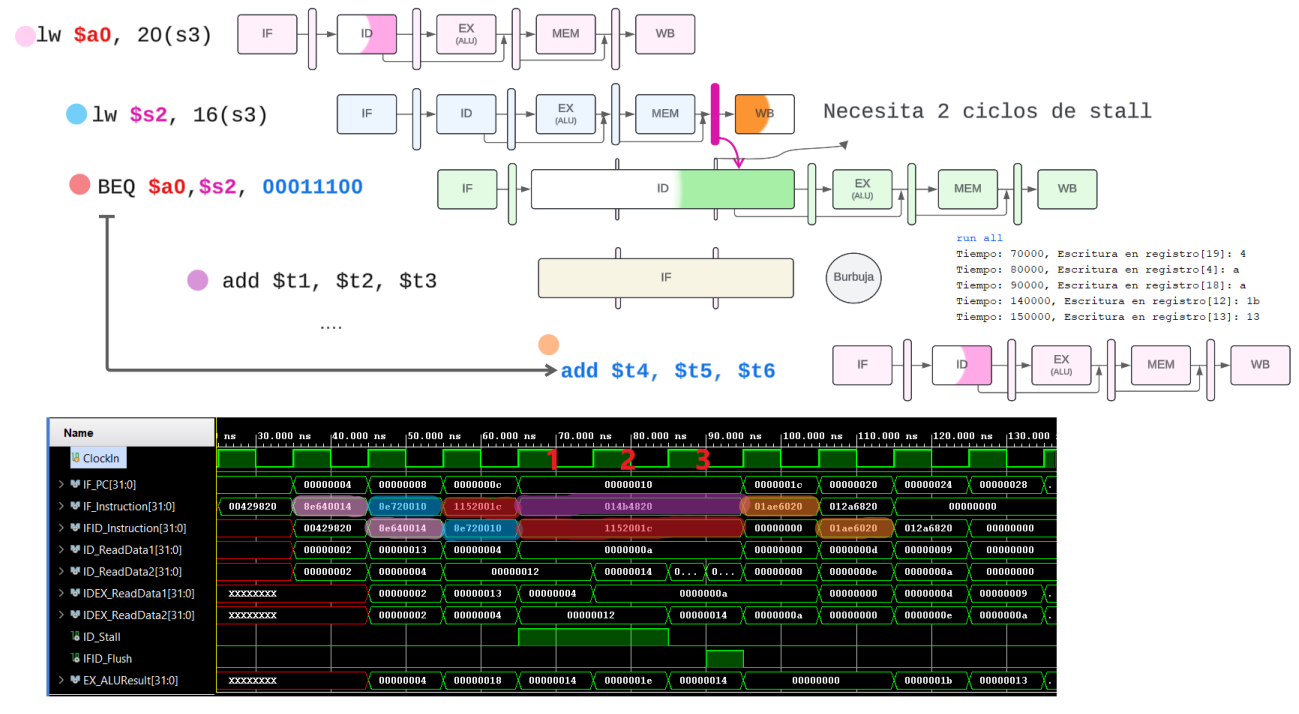 lw $a0, 20(s3) IF ID EX (ALU) MEM WB
lw $s2, 16(s3) IF ID EX (ALU) MEM WB
Necesita 2 ciclos de stall
BEQ $a0,$s2, 00011100 IF ID EX (ALU) MEM WB
add $t1, $t2, $t3 IF Burbuja
....
run all
Tiempo: 70000, Escritura en registro[19]: 4
Tiempo: 80000, Escritura en registro[4]: a
Tiempo: 90000, Escritura en registro[18]: a
Tiempo: 140000, Escritura en registro[12]: 1b
Tiempo: 150000, Escritura en registro[13]: 13
add $t4, $t5, $t6 IF ID EX (ALU) MEM WB
Name ns 30.000 ns 40.000 ns 50.000 ns 60.000 ns 70.000 ns 80.000 ns 90.000 ns 100.000 ns 110.000 ns 120.000 ns 130.000
ClockIn 1 2 3
IF_PC[31:0] 00000004 00000008 0000000c 00000010 0000001c 00000020 00000024 00000028 .
IF_Instruction[31:0] 00429820 8e640014 8e720010 1152001c 014b4820 01ae6020 012a6820 00000000
IFID_Instruction[31:0] 00429820 8e640014 8e720010 1152001c 00000000 01ae6020 012a6820 00000000
ID_ReadData1[31:0] 00000002 00000013 00000004 0000000a 00000000 0000000d 00000009 00000000
ID_ReadData2[31:0] 00000002 00000004 00000012 00000014 0... 0... 00000000 0000000e 0000000a 00000000
IDEX_ReadData1[31:0] XXXXXXXX 00000002 00000013 00000004 0000000a 00000000 0000000d 00000009 .
IDEX_ReadData2[31:0] XXXXXXXX 00000002 00000004 00000012 00000014 0000000a 00000000 0000000e 0000000a .
ID_Stall
IFID_Flush
EX_ALUResult[31:0] XXXXXXXX 00000004 00000018 00000014 0000001e 00000014 00000000 0000001b 00000013 .